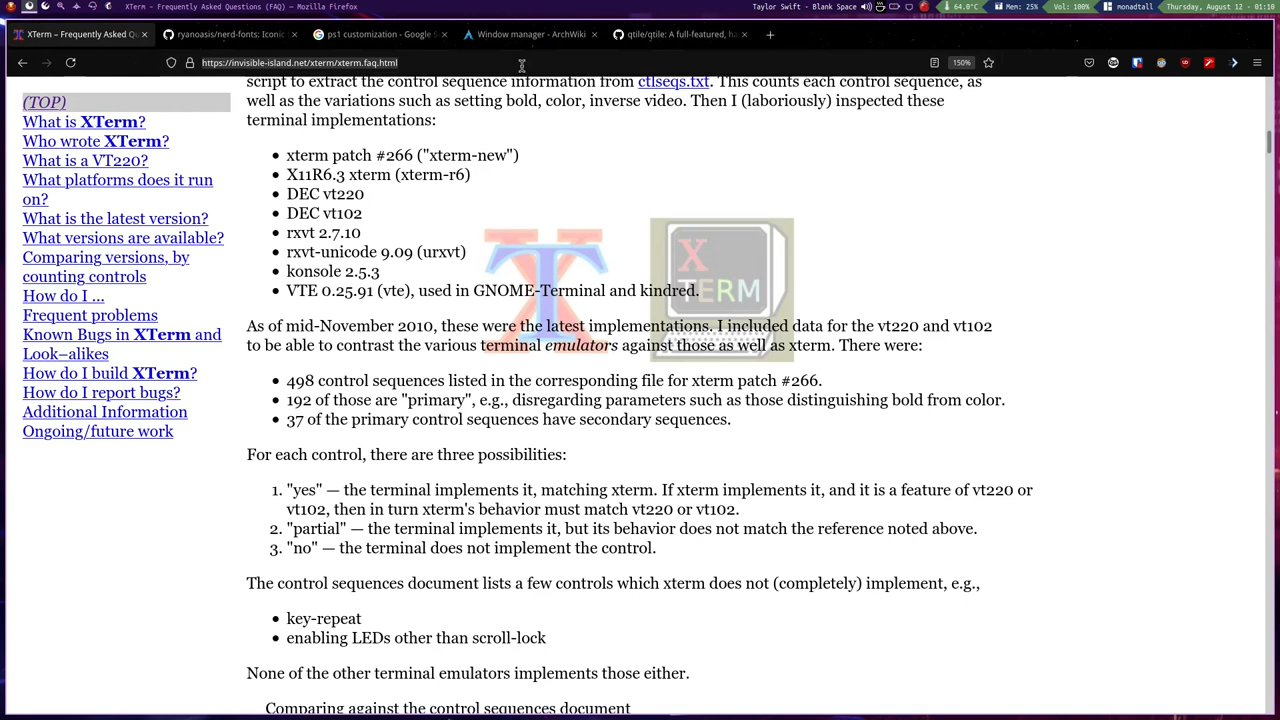 XTerm – Frequently Asked Questions (FAQ) — Mozilla Firefox
Taylor Swift - Blank Space
64.0°C
Mem: 25%
Vol: 100%
monadtall
Thursday, August 12 - 01:10
XTerm – Frequently Asked Qu
ryanoasis/nerd-fonts: Iconic
ps1 customization - Google S
Window manager - ArchWiki
qtile/qtile: A full-featured, ha
https://invisible-island.net/xterm/xterm.faq.html
150%
(TOP)
What is XTerm?
Who wrote XTerm?
What is a VT220?
What platforms does it run
on?
What is the latest version?
What versions are available?
Comparing versions, by
counting controls
How do I ...
Frequent problems
Known Bugs in XTerm and
Look–alikes
How do I build XTerm?
How do I report bugs?
Additional Information
Ongoing/future work
script to extract the control sequence information from ctlseqs.txt. This counts each control sequence, as
well as the variations such as setting bold, color, inverse video. Then I (laboriously) inspected these
terminal implementations:
• xterm patch #266 ("xterm-new")
• X11R6.3 xterm (xterm-r6)
• DEC vt220
• DEC vt102
• rxvt 2.7.10
• rxvt-unicode 9.09 (urxvt)
• konsole 2.5.3
• VTE 0.25.91 (vte), used in GNOME-Terminal and kindred.
X
X
TERM
As of mid-November 2010, these were the latest implementations. I included data for the vt220 and vt102
to be able to contrast the various terminal emulators against those as well as xterm. There were:
• 498 control sequences listed in the corresponding file for xterm patch #266.
• 192 of those are "primary", e.g., disregarding parameters such as those distinguishing bold from color.
• 37 of the primary control sequences have secondary sequences.
For each control, there are three possibilities:
1. "yes" — the terminal implements it, matching xterm. If xterm implements it, and it is a feature of vt220 or
vt102, then in turn xterm's behavior must match vt220 or vt102.
2. "partial" — the terminal implements it, but its behavior does not match the reference noted above.
3. "no" — the terminal does not implement the control.
The control sequences document lists a few controls which xterm does not (completely) implement, e.g.,
• key-repeat
• enabling LEDs other than scroll-lock
None of the other terminal emulators implements those either.
Comparing against the control sequences document